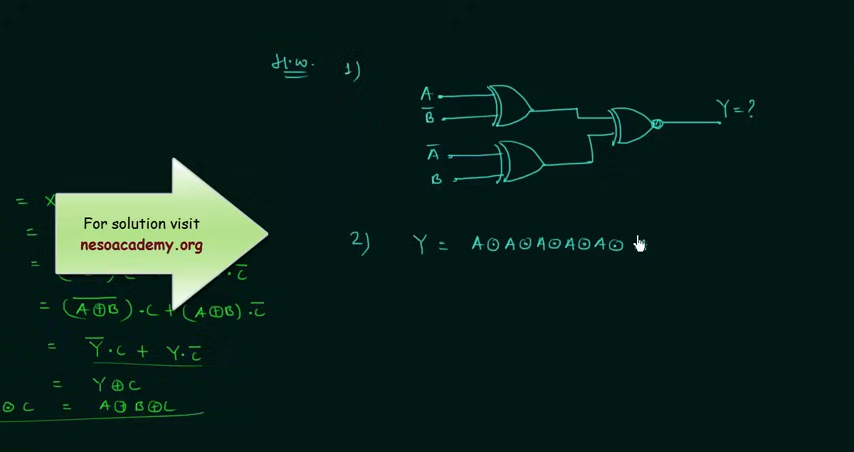 H.W. 1)
A
B̅
A̅
B
Y = ?
2) Y = A⊙A⊙A⊙A⊙A⊙
For solution visit
nesoacademy.org
= X
=
= · C̅
= (A̅⊕̅B̅) · C + (A⊕B) · C̅
= Y̅ · C + Y · C̅
= Y⊕C
⊙ C = A⊕B⊕C